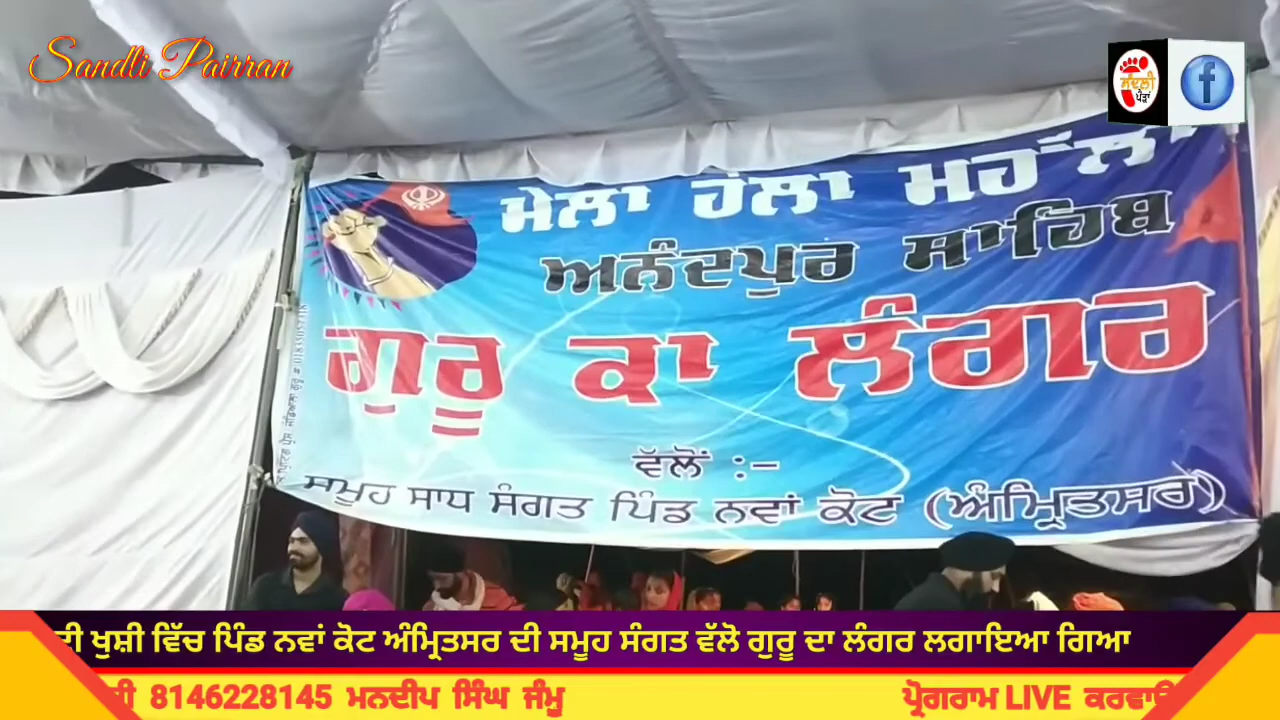 Sandli Pairran
ਸੰਦਲੀ
ਪੈੜਾਂ
f
ਮੇਲਾ ਹੋਲਾ ਮਹੱਲਾ
ਅਨੰਦਪੁਰ ਸਾਹਿਬ
ਗੁਰੂ ਕਾ ਲੰਗਰ
ਵੱਲੋਂ :–
ਸਮੂਹ ਸਾਧ ਸੰਗਤ ਪਿੰਡ ਨਵਾਂ ਕੋਟ (ਅੰਮ੍ਰਿਤਸਰ)
ਖੁਸ਼ੀ ਵਿੱਚ ਪਿੰਡ ਨਵਾਂ ਕੋਟ ਅੰਮ੍ਰਿਤਸਰ ਦੀ ਸਮੂਹ ਸੰਗਤ ਵੱਲੋ ਗੁਰੂ ਦਾ ਲੰਗਰ ਲਗਾਇਆ ਗਿਆ
8146228145 ਮਨਦੀਪ ਸਿੰਘ ਜੰਮੂ ਪ੍ਰੋਗਰਾਮ LIVE